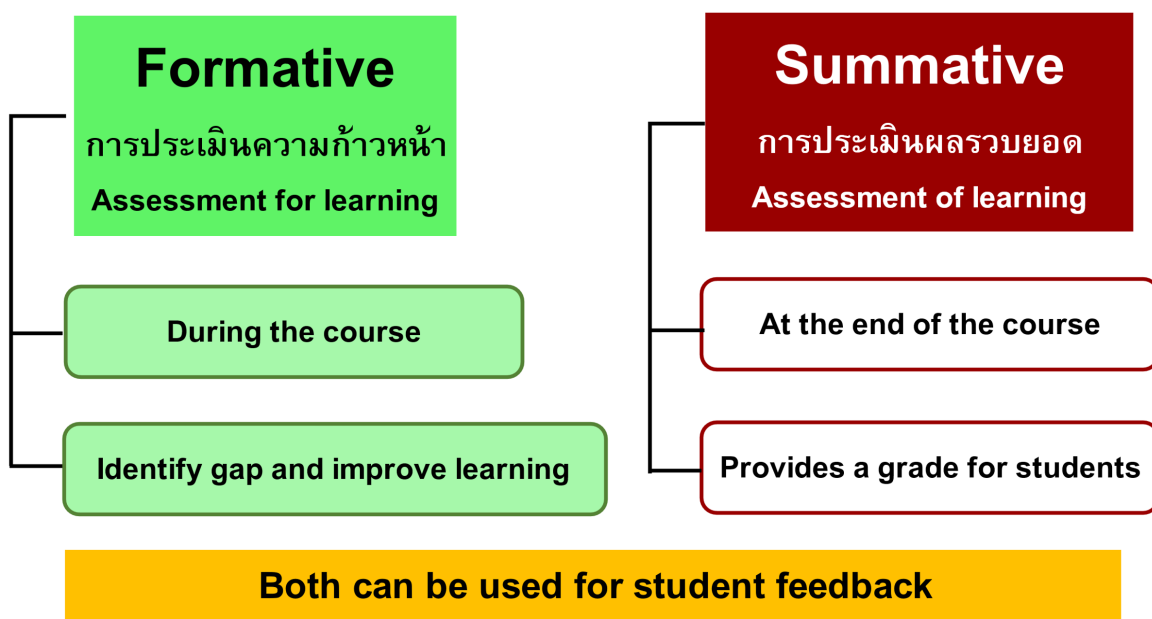 Formative
การประเมินความก้าวหน้า
Assessment for learning
During the course
Identify gap and improve learning
Summative
การประเมินผลรวบยอด
Assessment of learning
At the end of the course
Provides a grade for students
Both can be used for student feedback